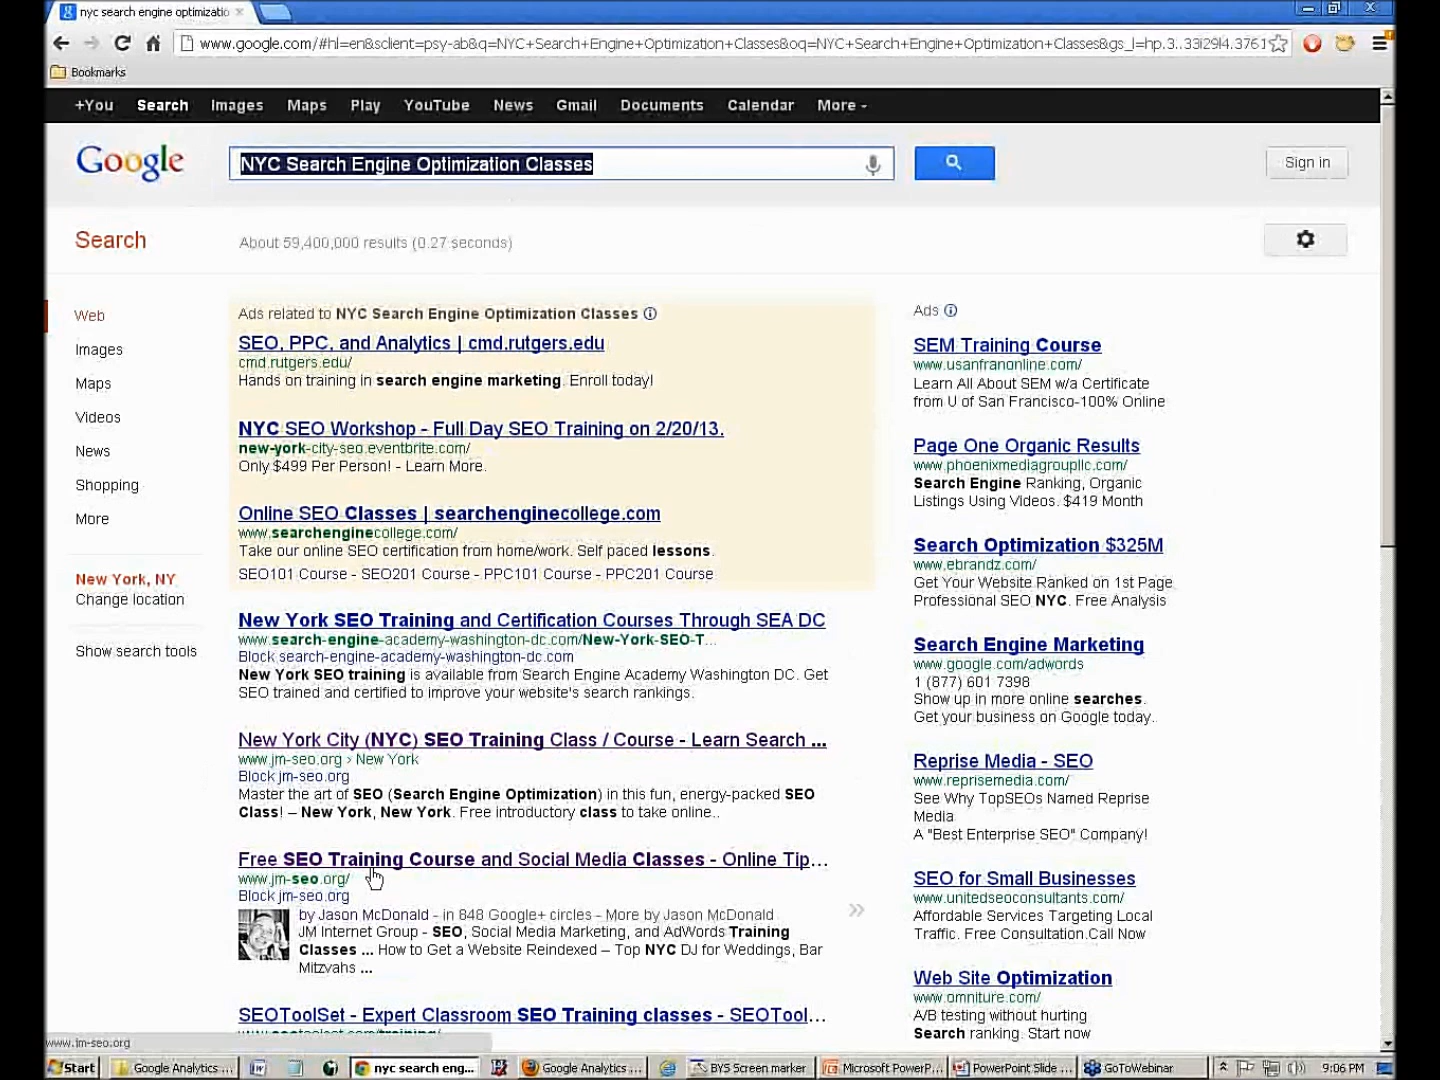 nyc search engine optimizatio
www.google.com/#hl=en&sclient=psy-ab&q=NYC+Search+Engine+Optimization+Classes&oq=NYC+Search+Engine+Optimization+Classes&gs_l=hp.3..33i29l4.3761
Bookmarks
+You Search Images Maps Play YouTube News Gmail Documents Calendar More
Google NYC Search Engine Optimization Classes Sign in
Search About 59,400,000 results (0.27 seconds)
Web
Images
Maps
Videos
News
Shopping
More
New York, NY
Change location
Show search tools
Ads related to NYC Search Engine Optimization Classes
SEO, PPC, and Analytics | cmd.rutgers.edu
cmd.rutgers.edu/
Hands on training in search engine marketing. Enroll today!
NYC SEO Workshop - Full Day SEO Training on 2/20/13.
new-york-city-seo.eventbrite.com/
Only $499 Per Person! - Learn More.
Online SEO Classes | searchenginecollege.com
www.searchenginecollege.com/
Take our online SEO certification from home/work. Self paced lessons.
SEO101 Course - SEO201 Course - PPC101 Course - PPC201 Course
New York SEO Training and Certification Courses Through SEA DC
www.search-engine-academy-washington-dc.com/New-York-SEO-T...
Block search-engine-academy-washington-dc.com
New York SEO training is available from Search Engine Academy Washington DC. Get
SEO trained and certified to improve your website's search rankings.
New York City (NYC) SEO Training Class / Course - Learn Search ...
www.jm-seo.org › New York
Block jm-seo.org
Master the art of SEO (Search Engine Optimization) in this fun, energy-packed SEO
Class! – New York, New York. Free introductory class to take online..
Free SEO Training Course and Social Media Classes - Online Tip...
www.jm-seo.org/
Block jm-seo.org
by Jason McDonald - in 848 Google+ circles - More by Jason McDonald
JM Internet Group - SEO, Social Media Marketing, and AdWords Training
Classes ... How to Get a Website Reindexed – Top NYC DJ for Weddings, Bar
Mitzvahs ...
SEOToolSet - Expert Classroom SEO Training classes - SEOTool...
www.seotoolset.com/training/
Ads
SEM Training Course
www.usanfranonline.com/
Learn All About SEM w/a Certificate
from U of San Francisco-100% Online
Page One Organic Results
www.phoenixmediagroupllc.com/
Search Engine Ranking, Organic
Listings Using Videos. $419 Month
Search Optimization $325M
www.ebrandz.com/
Get Your Website Ranked on 1st Page
Professional SEO NYC. Free Analysis
Search Engine Marketing
www.google.com/adwords
1 (877) 601 7398
Show up in more online searches.
Get your business on Google today..
Reprise Media - SEO
www.reprisemedia.com/
See Why TopSEOs Named Reprise
Media
A "Best Enterprise SEO" Company!
SEO for Small Businesses
www.unitedseoconsultants.com/
Affordable Services Targeting Local
Traffic. Free Consultation.Call Now
Web Site Optimization
www.omniture.com/
A/B testing without hurting
Search ranking. Start now
www.jm-seo.org
Start Google Analytics ... nyc search eng... Google Analytics ... BYS Screen marker Microsoft PowerP... PowerPoint Slide ... GoToWebinar 9:06 PM